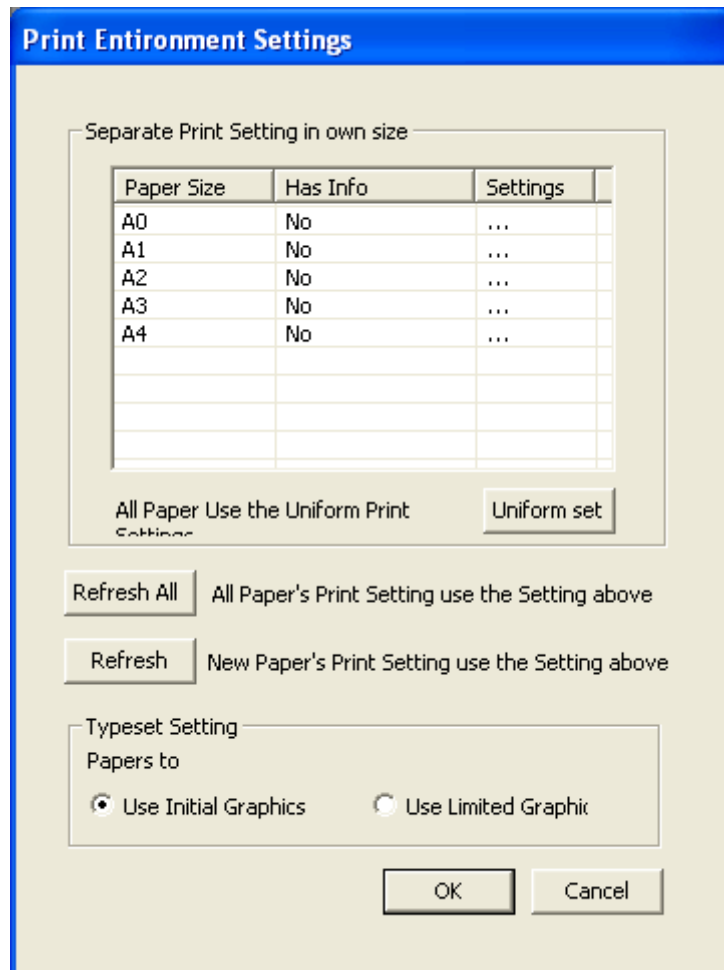 Print Entironment Settings
Separate Print Setting in own size
Paper Size Has Info Settings
A0 No ...
A1 No ...
A2 No ...
A3 No ...
A4 No ...
All Paper Use the Uniform Print Uniform set
Settings
Refresh All All Paper's Print Setting use the Setting above
Refresh New Paper's Print Setting use the Setting above
Typeset Setting
Papers to
Use Initial Graphics Use Limited Graphic
OK Cancel